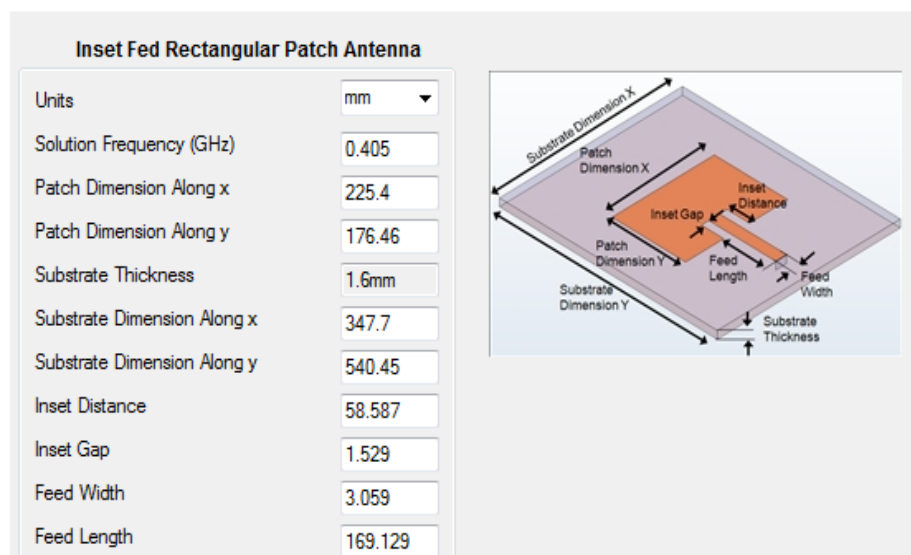 Inset Fed Rectangular Patch Antenna
Units mm
Solution Frequency (GHz) 0.405
Patch Dimension Along x 225.4
Patch Dimension Along y 176.46
Substrate Thickness 1.6mm
Substrate Dimension Along x 347.7
Substrate Dimension Along y 540.45
Inset Distance 58.587
Inset Gap 1.529
Feed Width 3.059
Feed Length 169.129
Substrate Dimension X
Patch
Dimension X
Inset
Distance
Inset Gap
Patch
Dimension Y
Feed
Length
Feed
Width
Substrate
Dimension Y
Substrate
Thickness